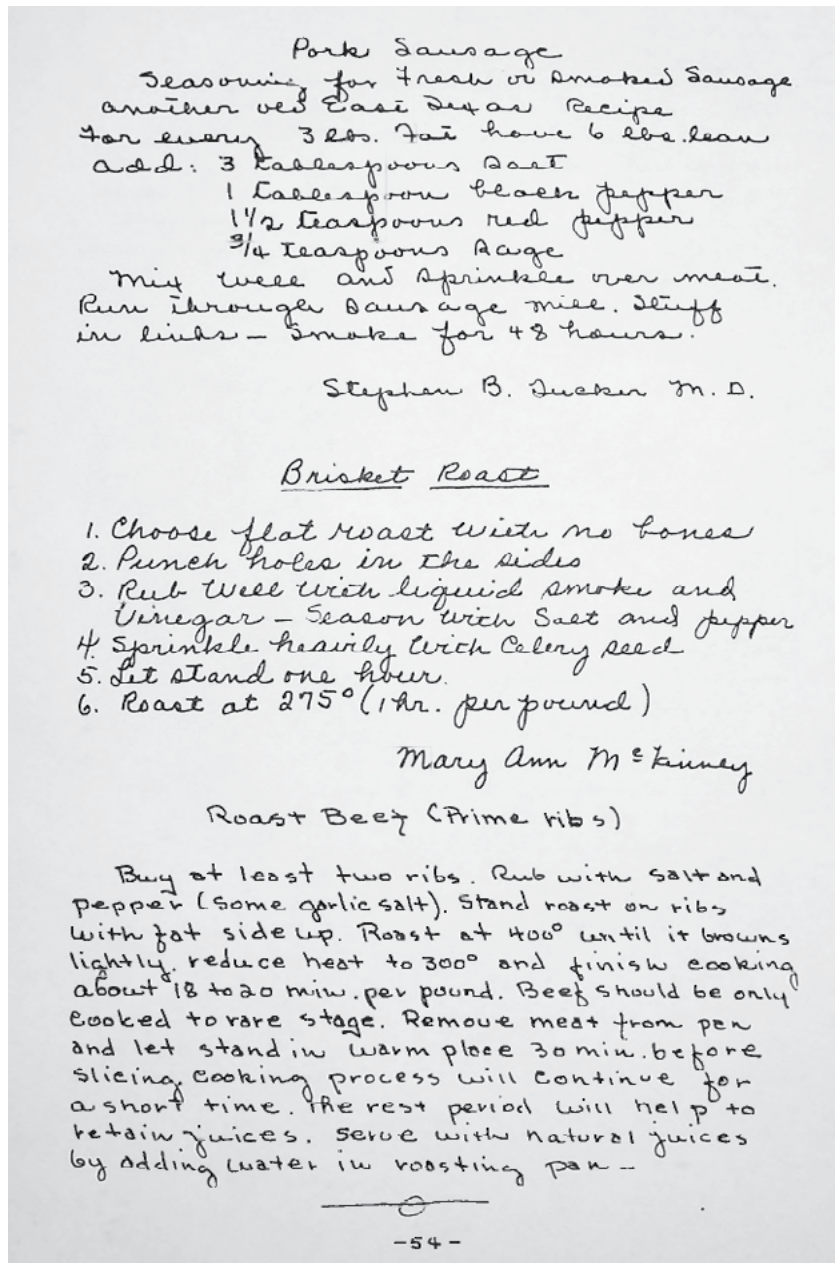 Pork Sausage
Seasoning for Fresh or Smoked Sausage
another old East Texas Recipe
For every 3 lbs. Fat have 6 lbs. lean
add: 3 tablespoons Salt
1 tablespoon black pepper
1 1/2 teaspoons red pepper
3/4 teaspoons Sage
Mix well and sprinkle over meat.
Run through sausage mill. Stuff
in links – Smoke for 48 hours.
Stephen B. Tucker M. D.
Brisket Roast
1. Choose flat roast with no bones
2. Punch holes in the sides
3. Rub Well with liquid smoke and
Vinegar – Season with Salt and pepper
4. Sprinkle heavily with Celery seed
5. Let stand one hour.
6. Roast at 275° (1 hr. per pound)
Mary Ann McKinney
Roast Beef (Prime ribs)
Buy at least two ribs. Rub with salt and
pepper (some garlic salt). Stand roast on ribs
with fat side up. Roast at 400° until it browns
lightly, reduce heat to 300° and finish cooking
about 18 to 20 min. per pound. Beef should be only
cooked to rare stage. Remove meat from pan
and let stand in warm place 30 min. before
slicing. Cooking process will continue for
a short time. The rest period will help to
retain juices. Serve with natural juices
by adding water in roasting pan –
-54-